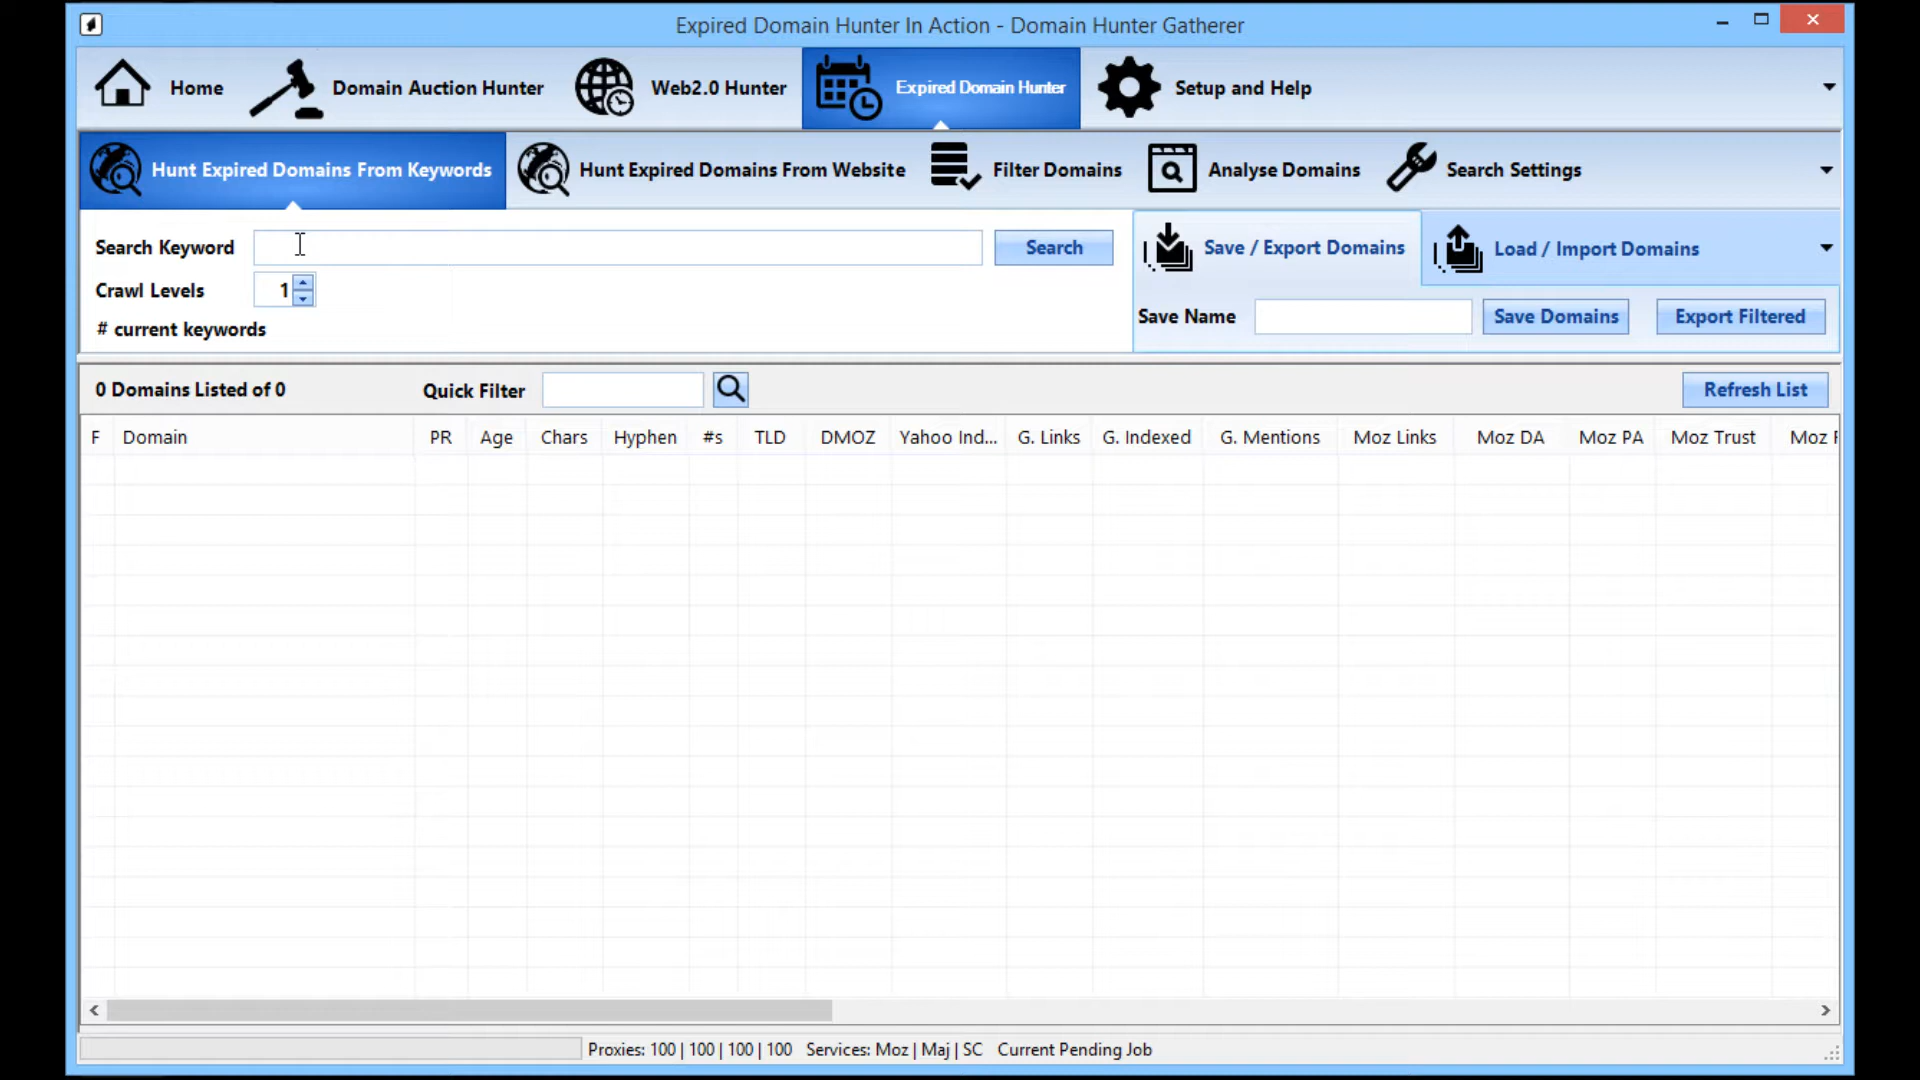 Expired Domain Hunter In Action - Domain Hunter Gatherer
Home Domain Auction Hunter Web2.0 Hunter Expired Domain Hunter Setup and Help
Hunt Expired Domains From Keywords Hunt Expired Domains From Website Filter Domains Analyse Domains Search Settings
Search Keyword Search Save / Export Domains Load / Import Domains
Crawl Levels 1
Save Name Save Domains Export Filtered
# current keywords
0 Domains Listed of 0 Quick Filter Refresh List
F Domain PR Age Chars Hyphen #s TLD DMOZ Yahoo Ind... G. Links G. Indexed G. Mentions Moz Links Moz DA Moz PA Moz Trust Moz
Proxies: 100 | 100 | 100 | 100 Services: Moz | Maj | SC Current Pending Job